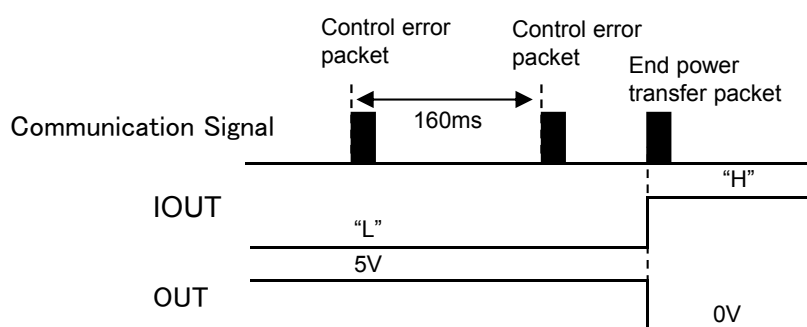 Control error
packet
Control error
packet
End power
transfer packet
160ms
Communication Signal
“H”
IOUT
“L”
5V
OUT
0V